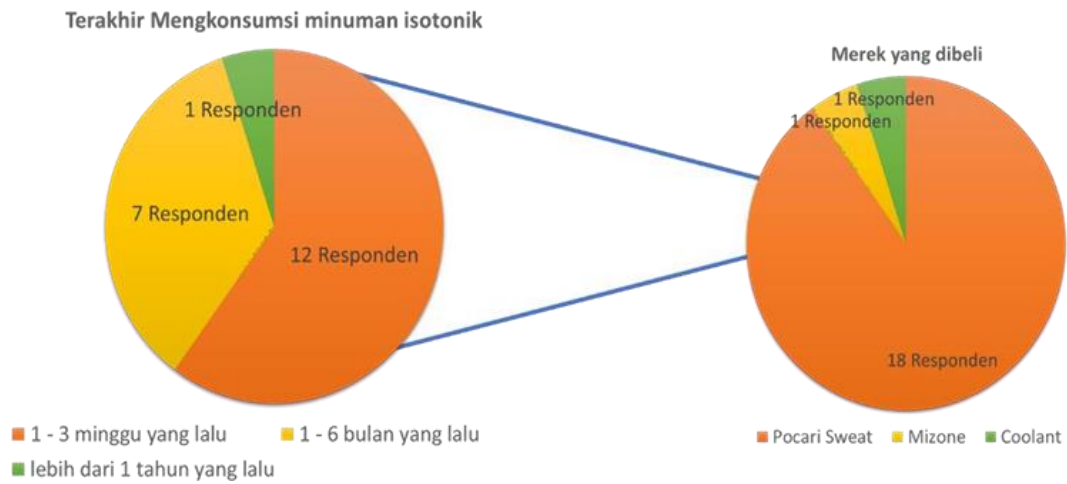 Terakhir Mengkonsumsi minuman isotonik
1 Responden
7 Responden
12 Responden
1 - 3 minggu yang lalu
1 - 6 bulan yang lalu
lebih dari 1 tahun yang lalu
Merek yang dibeli
1 Responden
1 Responden
18 Responden
Pocari Sweat
Mizone
Coolant